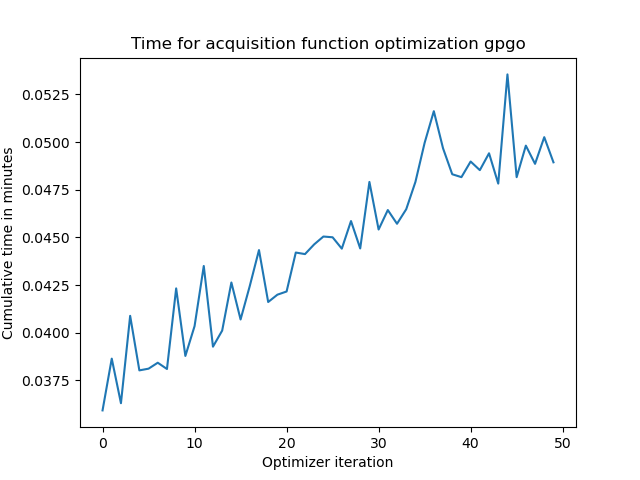 Time for acquisition function optimization gpgo
Cumulative time in minutes
0.0525
0.0500
0.0475
0.0450
0.0425
0.0400
0.0375
0 10 20 30 40 50
Optimizer iteration